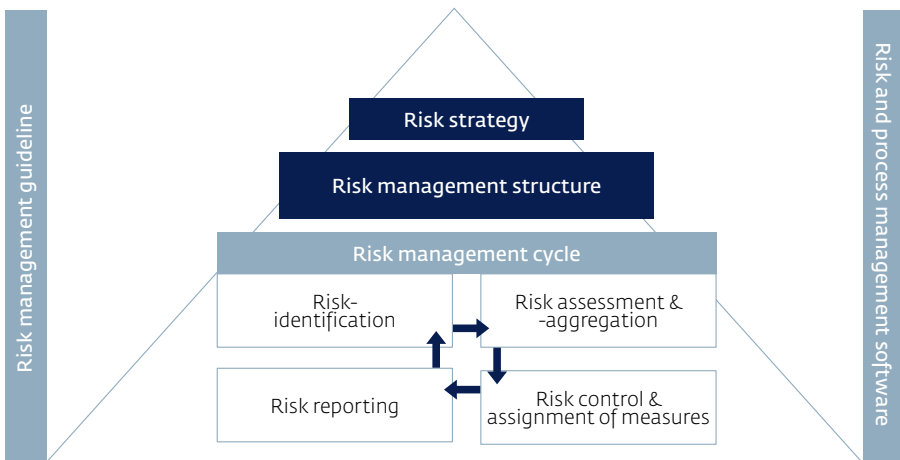 Risk management guideline
Risk strategy
Risk management structure
Risk management cycle
Risk-
identification
Risk assessment &
-aggregation
Risk reporting
Risk control &
assignment of measures
Risk and process management software